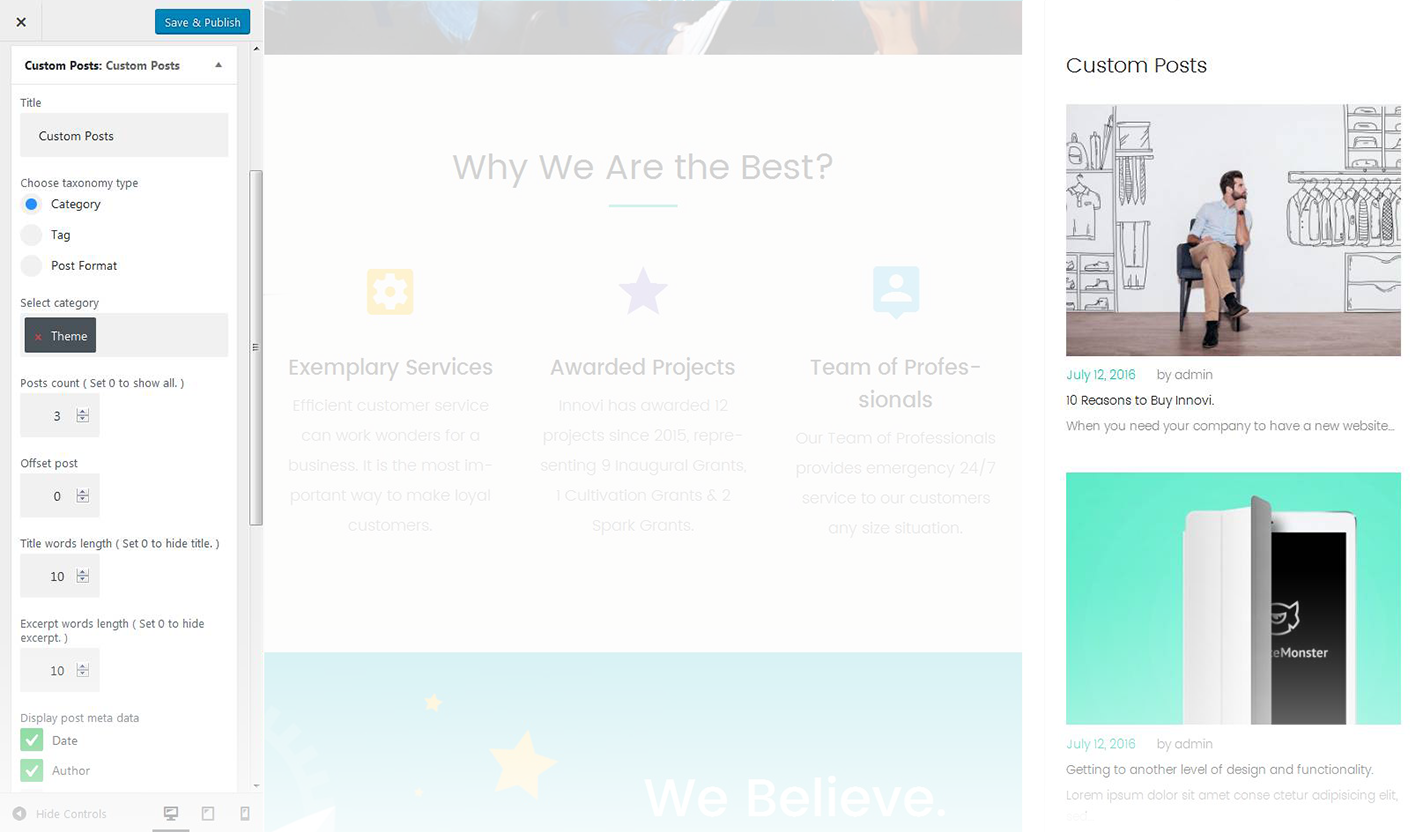 Save & Publish
Custom Posts: Custom Posts
Title
Custom Posts
Choose taxonomy type
Category
Tag
Post Format
Select category
× Theme
Posts count ( Set 0 to show all. )
3
Offset post
0
Title words length ( Set 0 to hide title. )
10
Excerpt words length ( Set 0 to hide
excerpt. )
10
Display post meta data
Date
Author
Hide Controls
Why We Are the Best?
Exemplary Services
Efficient customer service
can work wonders for a
business. It is the most im-
portant way to make loyal
customers.
Awarded Projects
Innovi has awarded 12
projects since 2015, repre-
senting 9 Inaugural Grants,
1 Cultivation Grants & 2
Spark Grants.
Team of Profes-
sionals
Our Team of Professionals
provides emergency 24/7
service to our customers
any size situation.
We Believe.
Custom Posts
July 12, 2016 by admin
10 Reasons to Buy Innovi.
When you need your company to have a new website...
eMonster
July 12, 2016 by admin
Getting to another level of design and functionality.
Lorem ipsum dolor sit amet conse ctetur adipisicing elit,
sed...